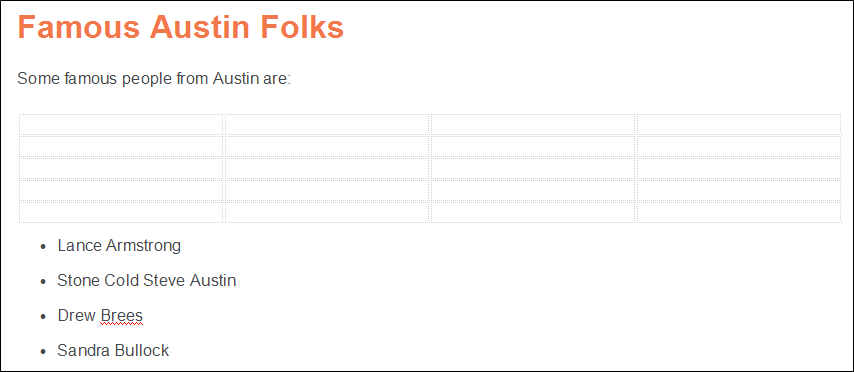 Famous Austin Folks
Some famous people from Austin are:
• Lance Armstrong
• Stone Cold Steve Austin
• Drew Brees
• Sandra Bullock